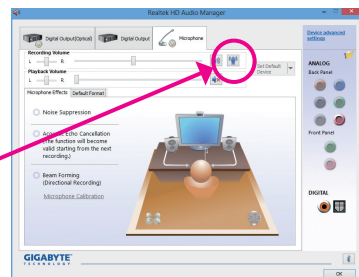 Realtek HD Audio Manager
Digital Output(Optical)
Digital Output
Microphone
Device advanced
settings
Recording Volume
L
R
Set Default
Device
Playback Volume
L
R
ANALOG
Back Panel
Microphone Effects
Default Format
Noise Suppression
Acoustic Echo Cancellation
(The function will become
valid starting from the next
recording.)
Beam Forming
(Directional Recording)
Microphone Calibration
Front Panel
DIGITAL
GIGABYTE
TECHNOLOGY
OK